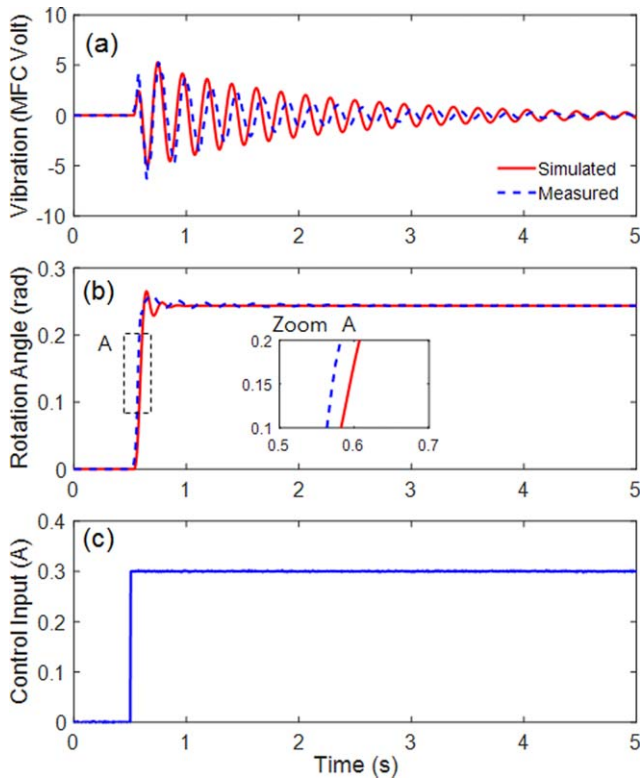 10
(a)
5
0
-5
-10
Vibration (MFC Volt)
Simulated
Measured
0 1 2 3 4 5
0.3
(b)
0.2
0.1
0
Rotation Angle (rad)
A
Zoom A
0.2
0.15
0.1
0.5 0.6 0.7
0 1 2 3 4 5
0.4
(c)
0.3
0.2
0.1
0
Control Input (A)
0 1 2 3 4 5
Time (s)